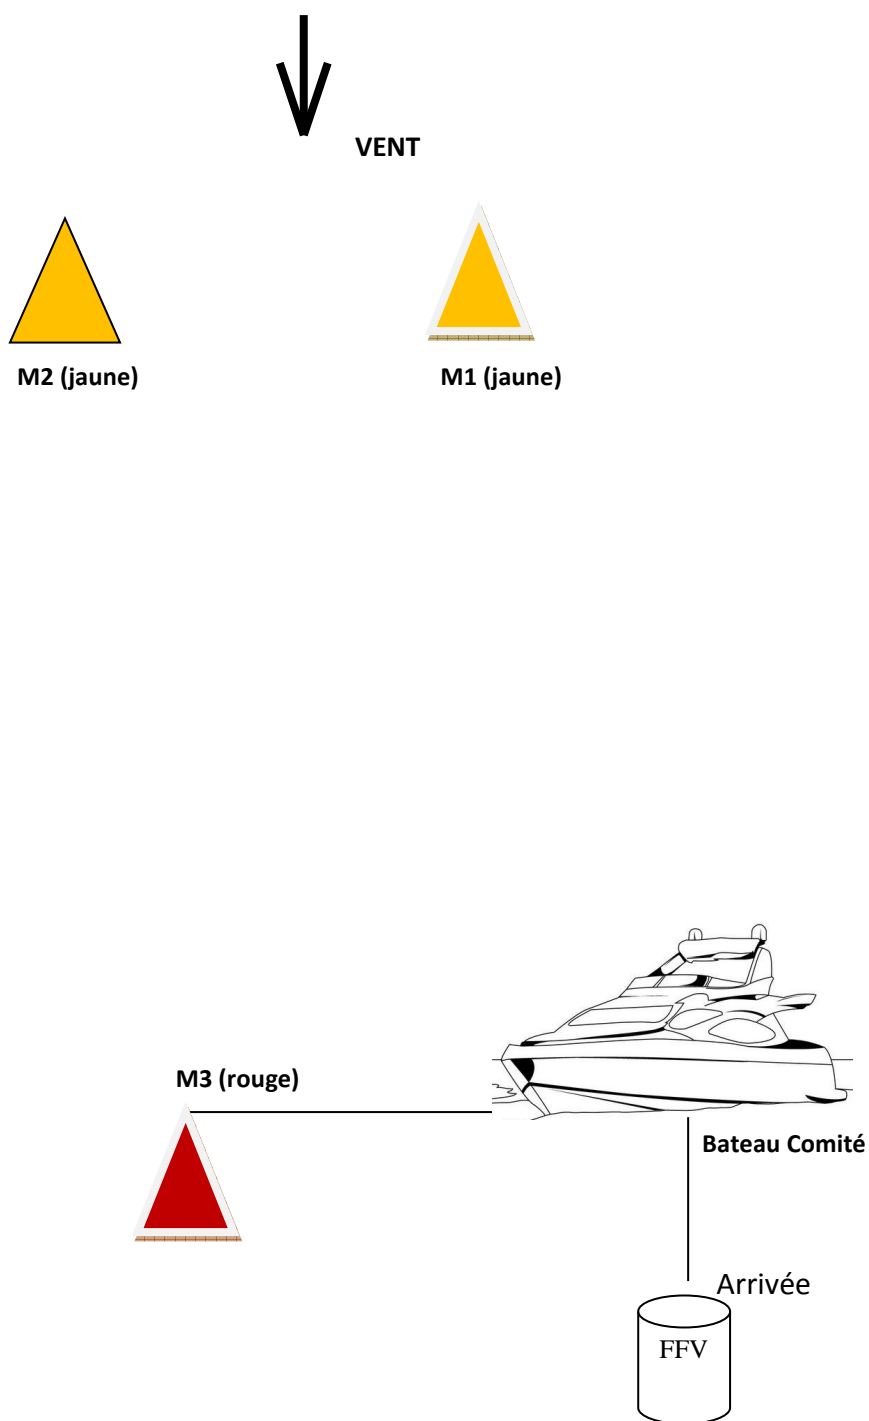 VENT
M2 (jaune)
M1 (jaune)
M3 (rouge)
Bateau Comité
Arrivée
FFV